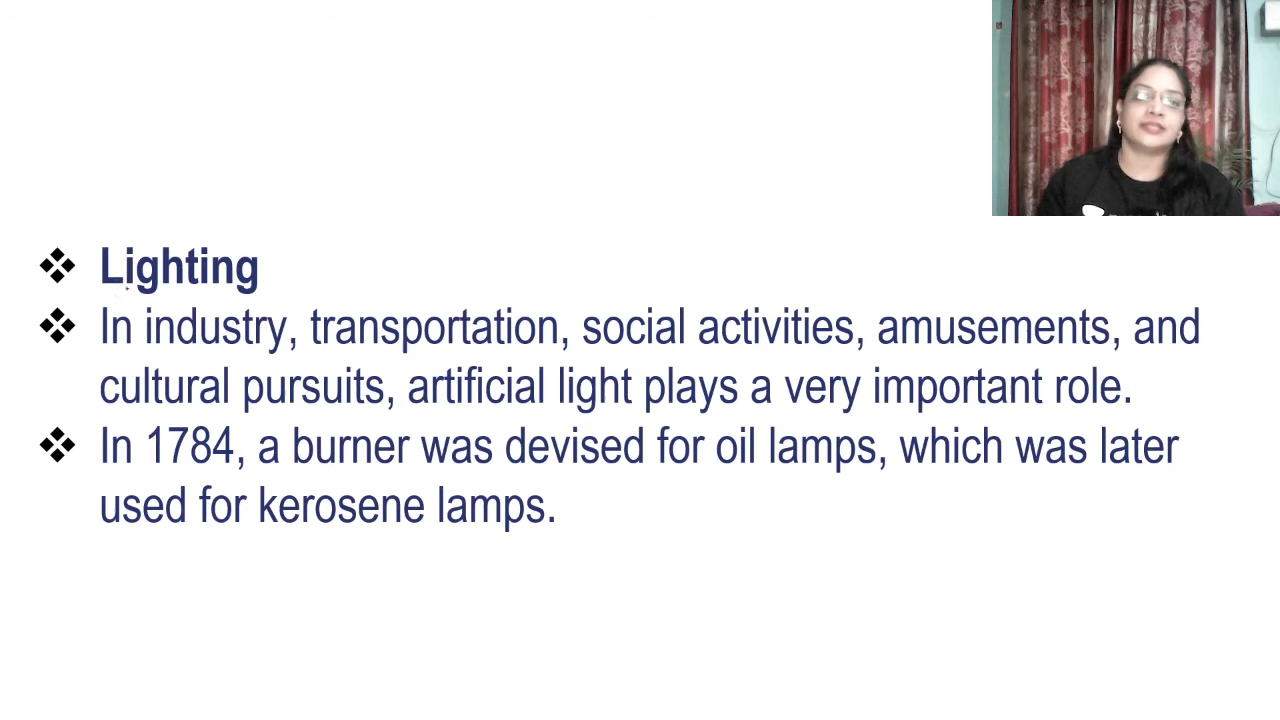 Lighting
In industry, transportation, social activities, amusements, and
cultural pursuits, artificial light plays a very important role.
In 1784, a burner was devised for oil lamps, which was later
used for kerosene lamps.